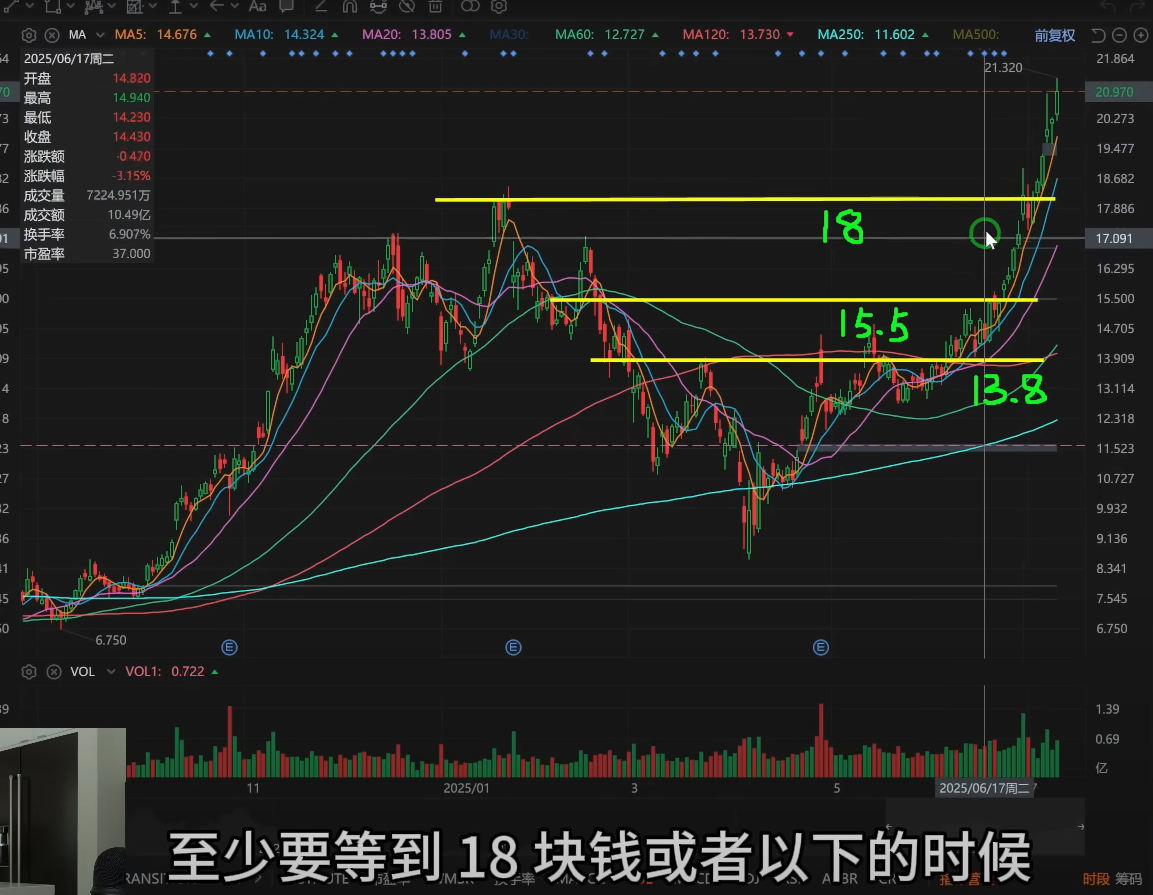 Aa
MA MA5: 14.676 MA10: 14.324 MA20: 13.805 MA30: MA60: 12.727 MA120: 13.730 MA250: 11.602 MA500: 前复权
2025/06/17周二
开盘 14.820
最高 14.940
最低 14.230
收盘 14.430
涨跌额 -0.470
涨跌幅 -3.15%
成交量 7224.951万
成交额 10.49亿
换手率 6.907%
市盈率 37.000
21.320
18
15.5
13.8
6.750
E
E
E
21.864
20.970
20.273
19.477
18.682
17.886
17.091
16.295
15.500
14.705
13.909
13.114
12.318
11.523
10.727
9.932
9.136
8.341
7.545
6.750
VOL VOL1: 0.722
1.39
0.69
亿
11 2025/01 3 5 2025/06/17周二 7
至少要等到 18 块钱或者以下的时候
时段 筹码